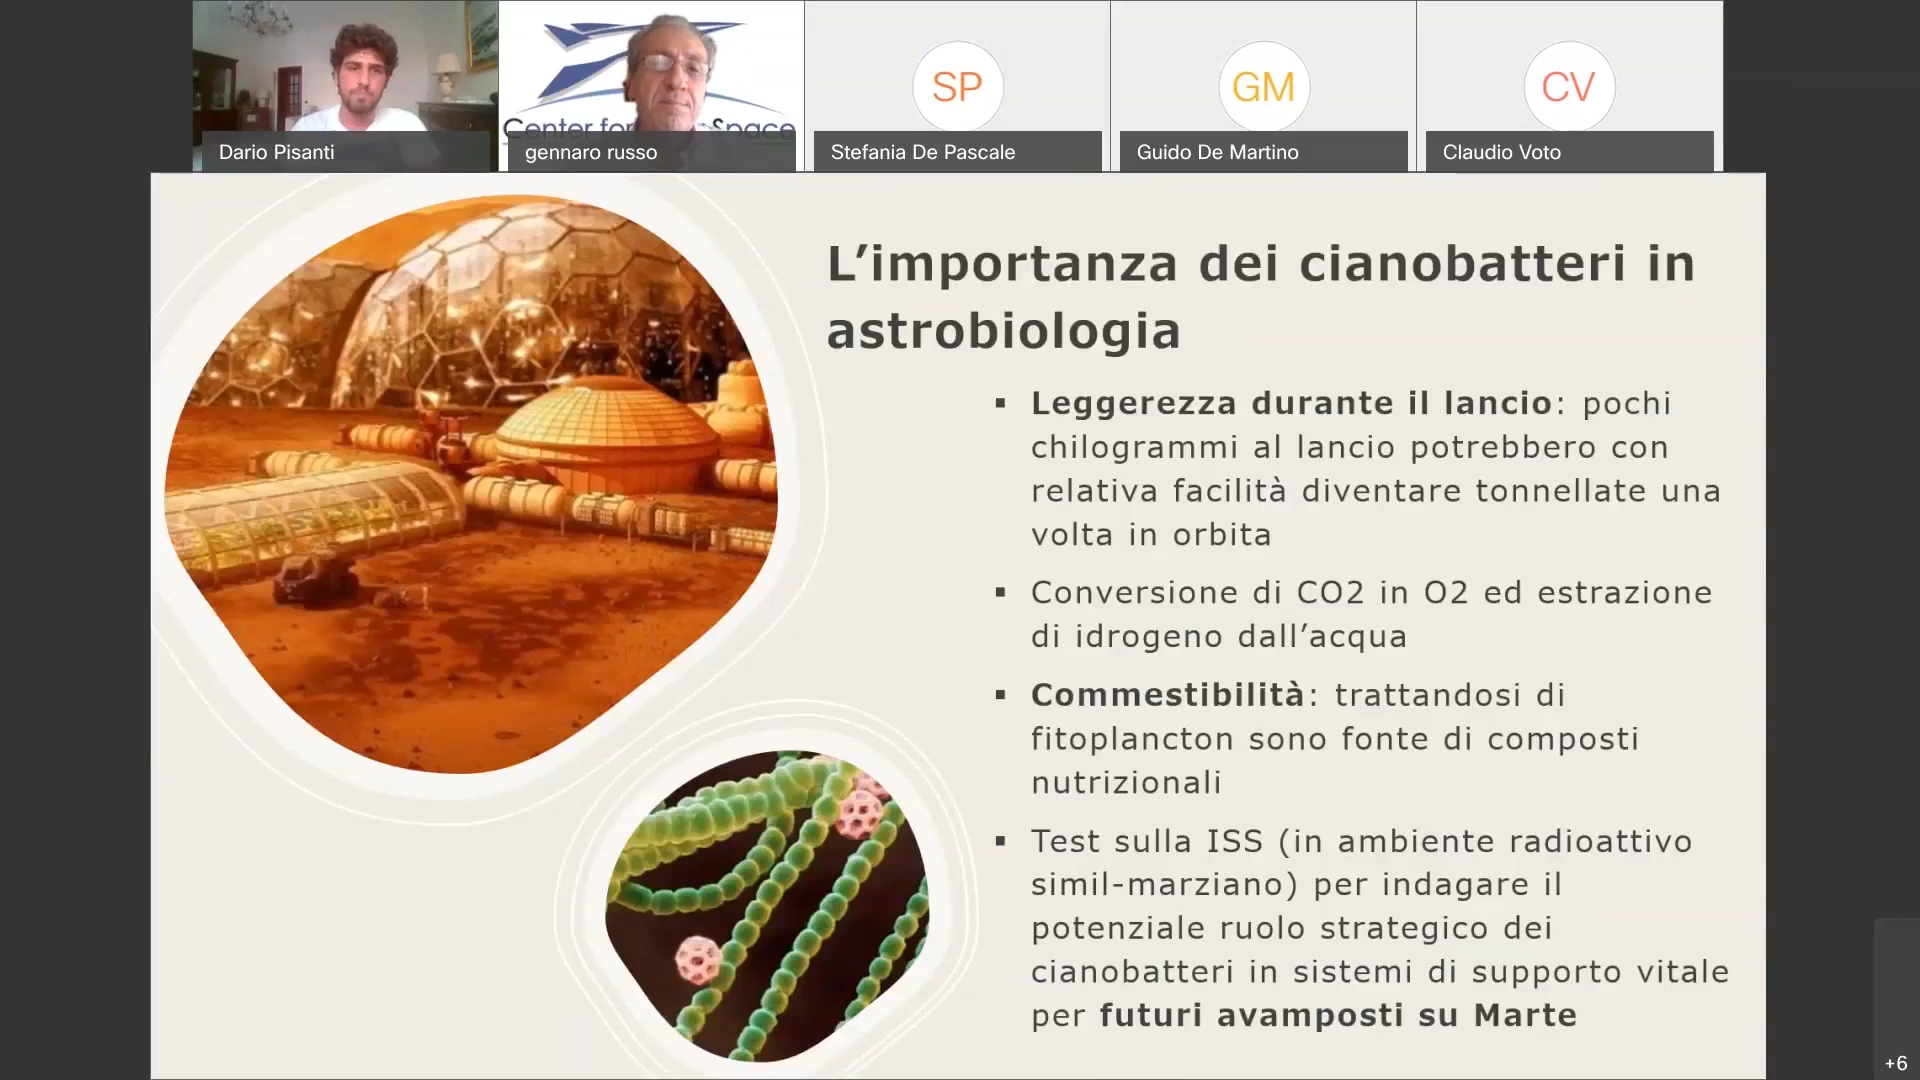 SP
GM
CV
Center for
Space
Dario Pisanti
gennaro russo
Stefania De Pascale
Guido De Martino
Claudio Voto
L’importanza dei cianobatteri in
astrobiologia
▪ Leggerezza durante il lancio: pochi
chilogrammi al lancio potrebbero con
relativa facilità diventare tonnellate una
volta in orbita
▪ Conversione di CO2 in O2 ed estrazione
di idrogeno dall’acqua
▪ Commestibilità: trattandosi di
fitoplancton sono fonte di composti
nutrizionali
▪ Test sulla ISS (in ambiente radioattivo
simil-marziano) per indagare il
potenziale ruolo strategico dei
cianobatteri in sistemi di supporto vitale
per futuri avamposti su Marte
+6